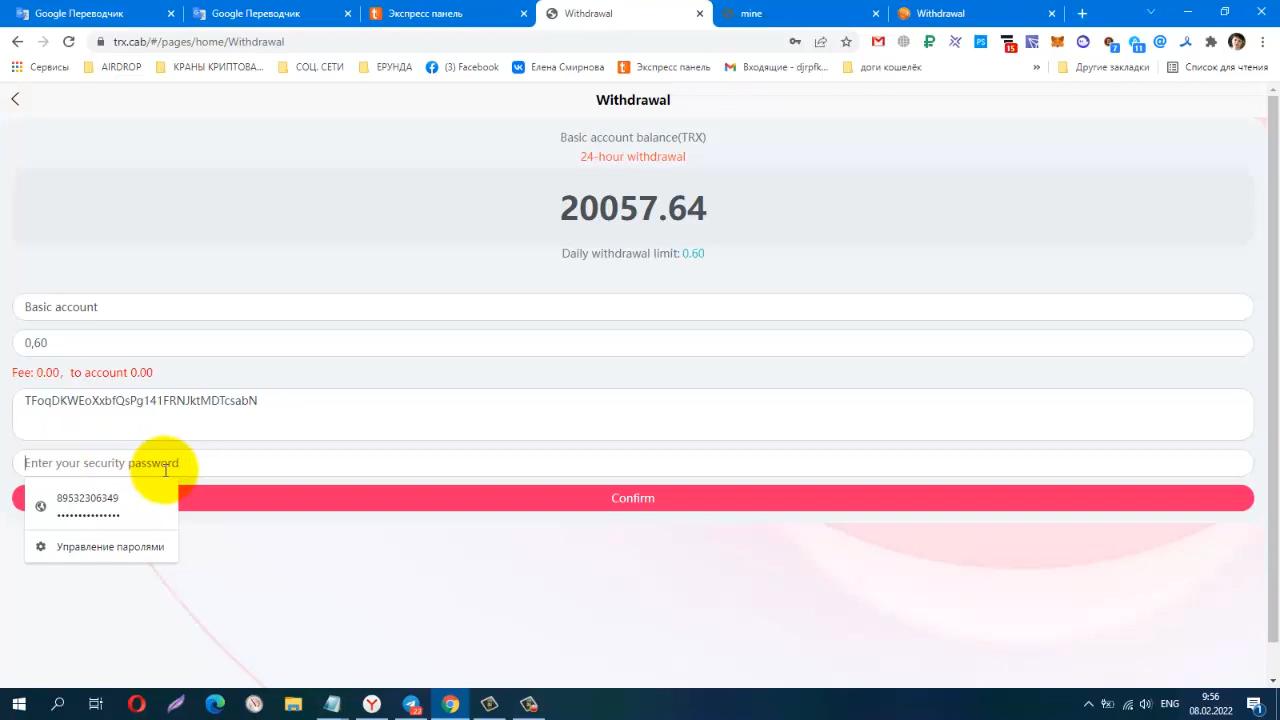 Google Переводчик
Google Переводчик
Экспресс панель
Withdrawal
mine
Withdrawal
trx.cab/#/pages/home/Withdrawal
15
7
11
Сервисы
AIRDROP
КРАНЫ КРИПТОВА...
СОЦ. СЕТИ
ЕРУНДА
(3) Facebook
Елена Смирнова
Экспресс панель
Входящие - djrpfk...
доги кошелёк
»
Другие закладки
Список для чтения
Withdrawal
Basic account balance(TRX)
24-hour withdrawal
20057.64
Daily withdrawal limit: 0.60
Basic account
0,60
Fee: 0.00, to account 0.00
TFoqDKWEoXxbfQsPg141FRNJktMDTcsabN
Enter your security password
89532306349
•••••••••••••••
Confirm
Управление паролями
ENG
9:56
08.02.2022